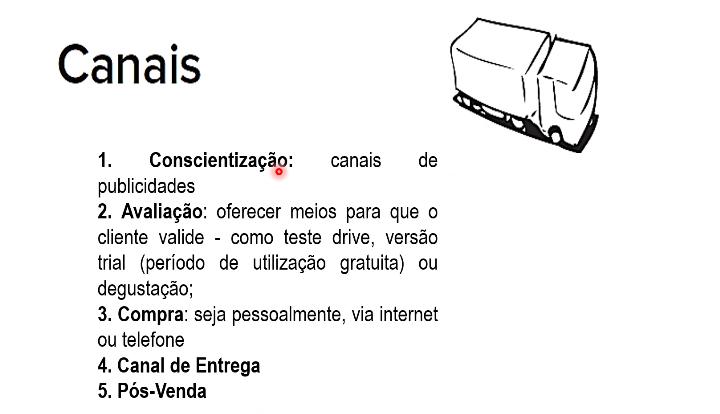 Canais
1. Conscientização: canais de
publicidades
2. Avaliação: oferecer meios para que o
cliente valide - como teste drive, versão
trial (período de utilização gratuita) ou
degustação;
3. Compra: seja pessoalmente, via internet
ou telefone
4. Canal de Entrega
5. Pós-Venda